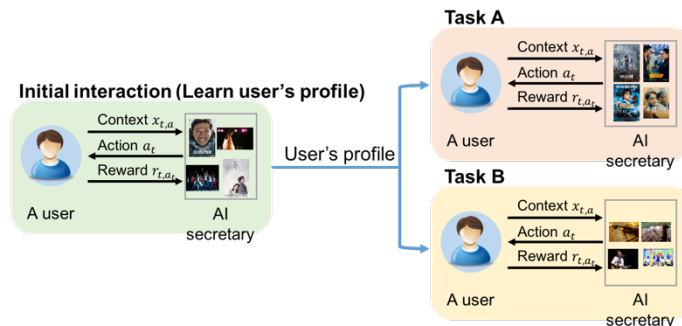 Initial interaction (Learn user's profile)
Context x_{t,a}
Action a_t
Reward r_{t,a_t}
A user
AI
secretary
User's profile
Task A
Context x_{t,a}
Action a_t
Reward r_{t,a_t}
A user
AI
secretary
Task B
Context x_{t,a}
Action a_t
Reward r_{t,a_t}
A user
AI
secretary